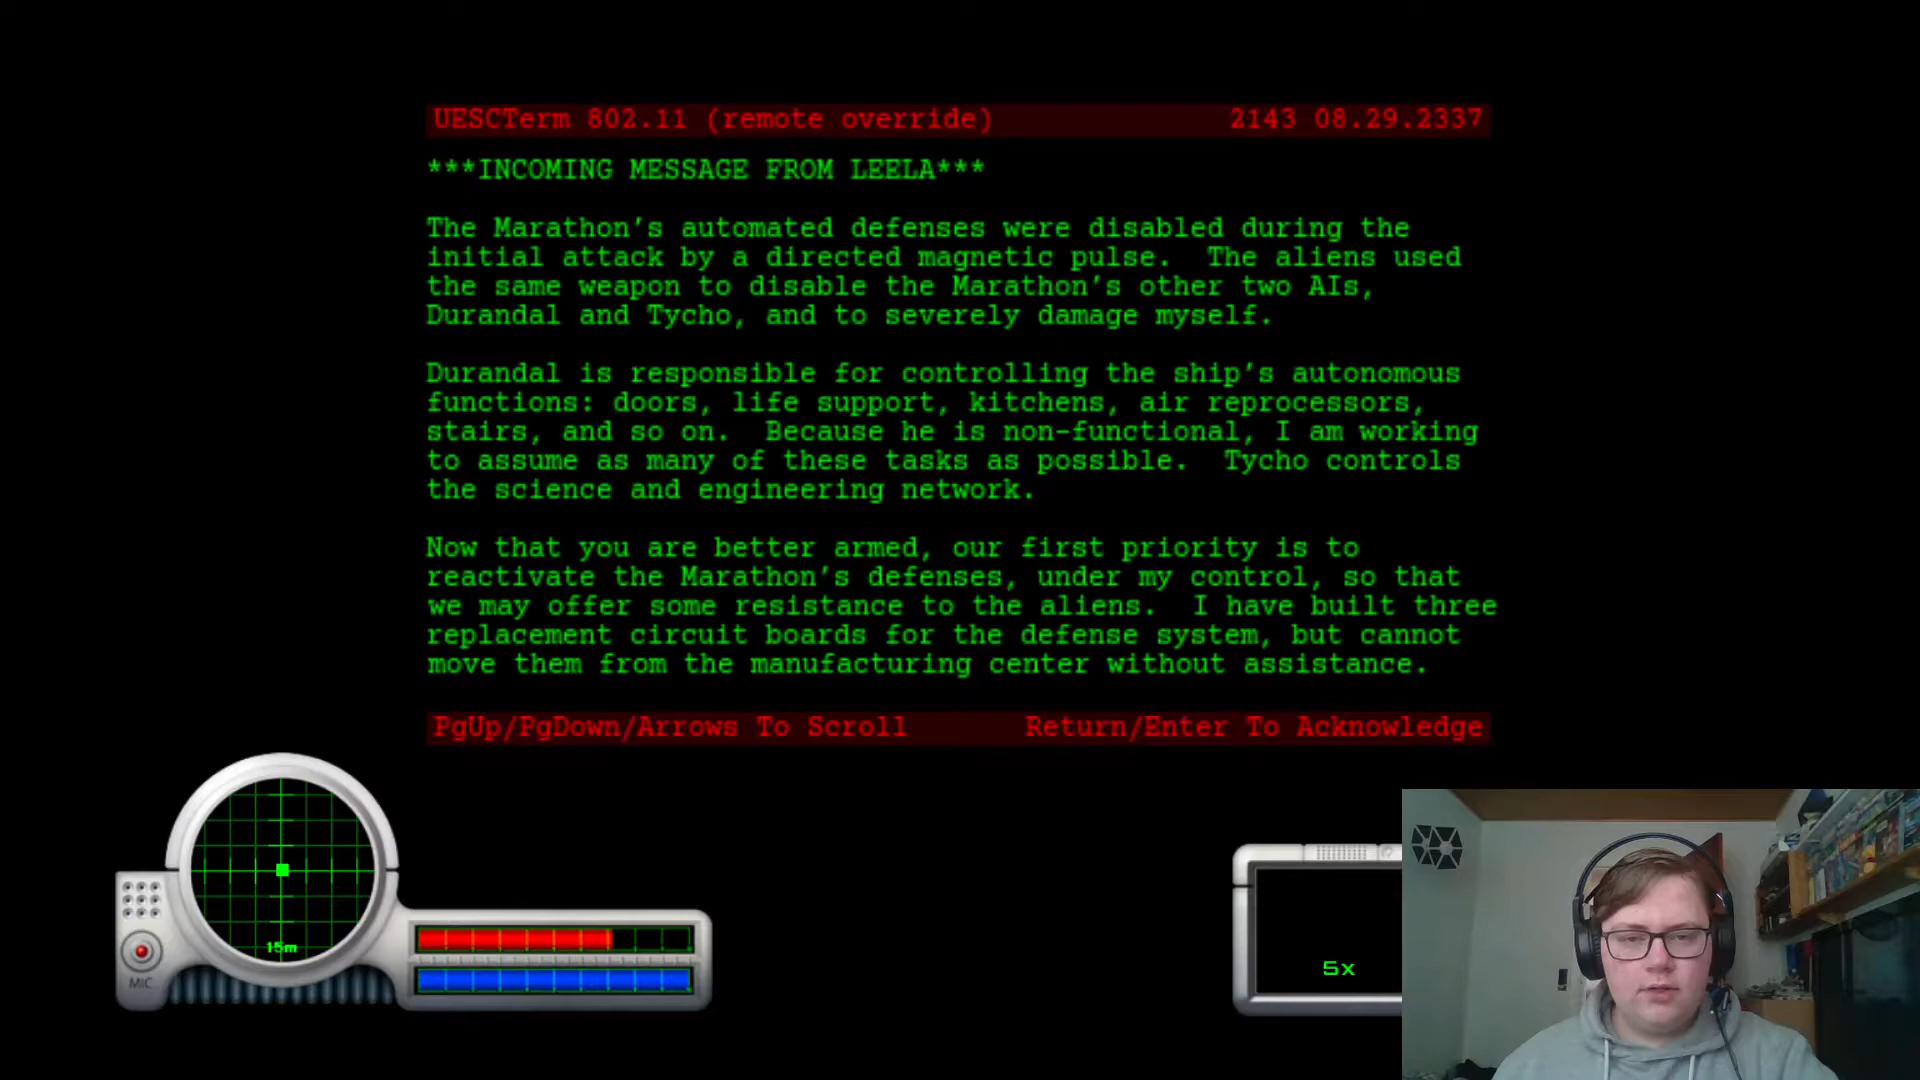 UESCTerm 802.11 (remote override) 2143 08.29.2337
***INCOMING MESSAGE FROM LEELA***
The Marathon's automated defenses were disabled during the
initial attack by a directed magnetic pulse.  The aliens used
the same weapon to disable the Marathon's other two AIs,
Durandal and Tycho, and to severely damage myself.
Durandal is responsible for controlling the ship's autonomous
functions: doors, life support, kitchens, air reprocessors,
stairs, and so on.  Because he is non-functional, I am working
to assume as many of these tasks as possible.  Tycho controls
the science and engineering network.
Now that you are better armed, our first priority is to
reactivate the Marathon's defenses, under my control, so that
we may offer some resistance to the aliens.  I have built three
replacement circuit boards for the defense system, but cannot
move them from the manufacturing center without assistance.
PgUp/PgDown/Arrows To Scroll Return/Enter To Acknowledge
15m
MIC
5x